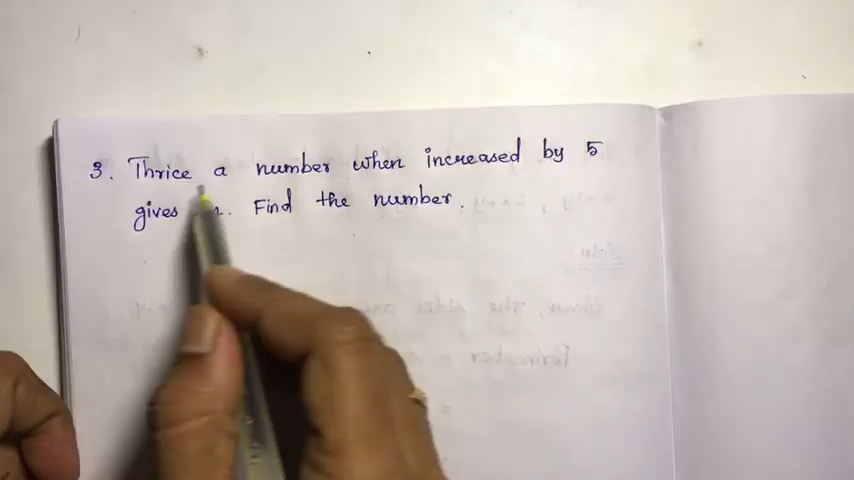 3. Thrice a number when increased by 5
gives . Find the number.